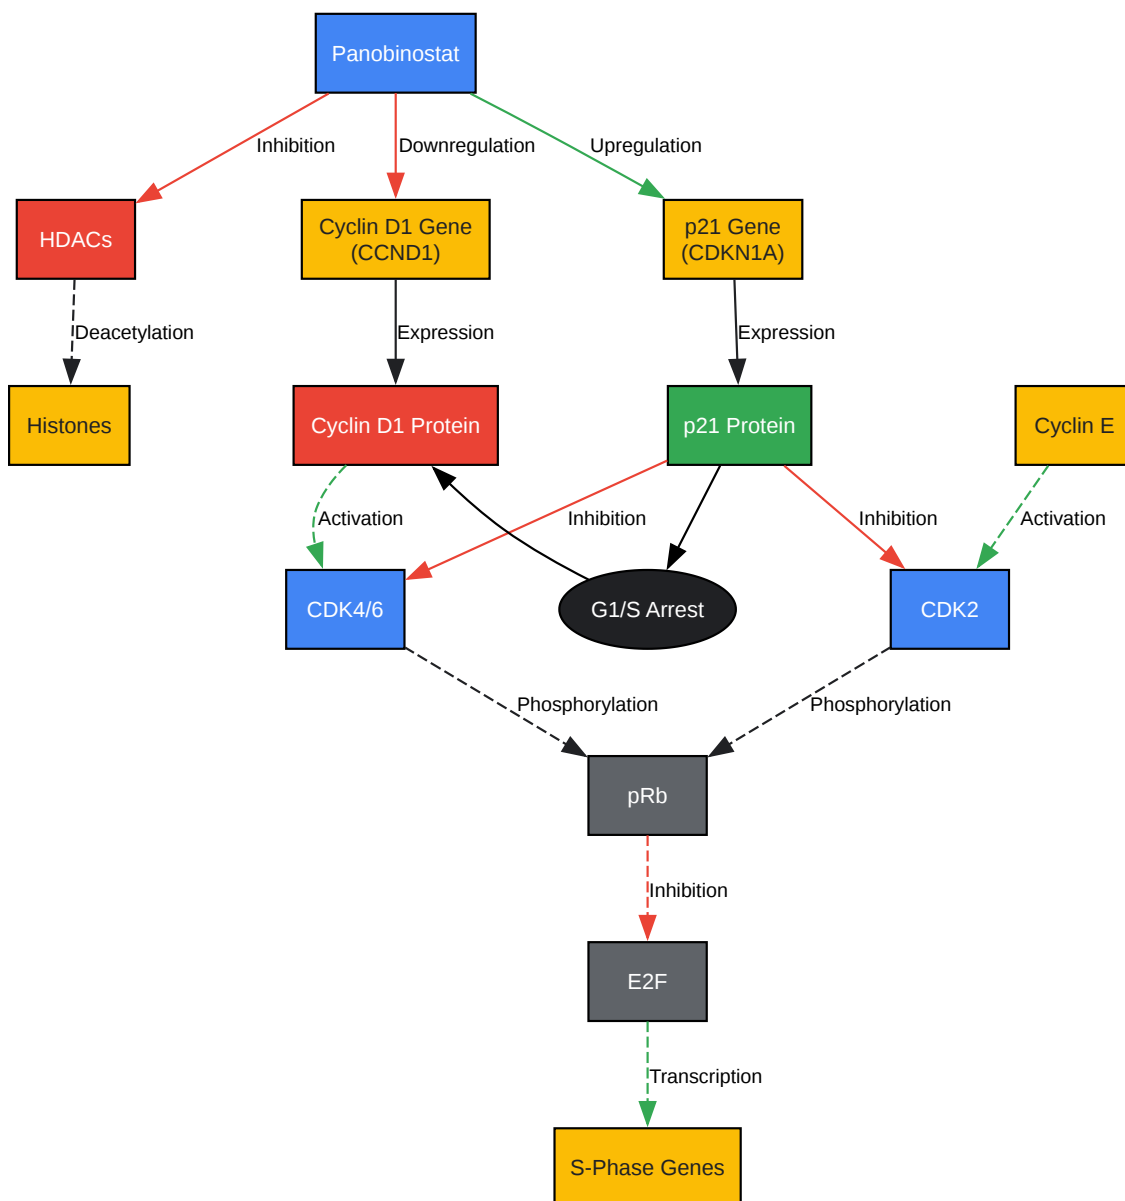 Panobinostat
Inhibition
Downregulation
Upregulation
HDACs
Cyclin D1 Gene
(CCND1)
p21 Gene
(CDKN1A)
Deacetylation
Expression
Expression
Histones
Cyclin D1 Protein
p21 Protein
Cyclin E
Activation
Inhibition
Inhibition
Activation
CDK4/6
G1/S Arrest
CDK2
Phosphorylation
Phosphorylation
pRb
Inhibition
E2F
Transcription
S-Phase Genes